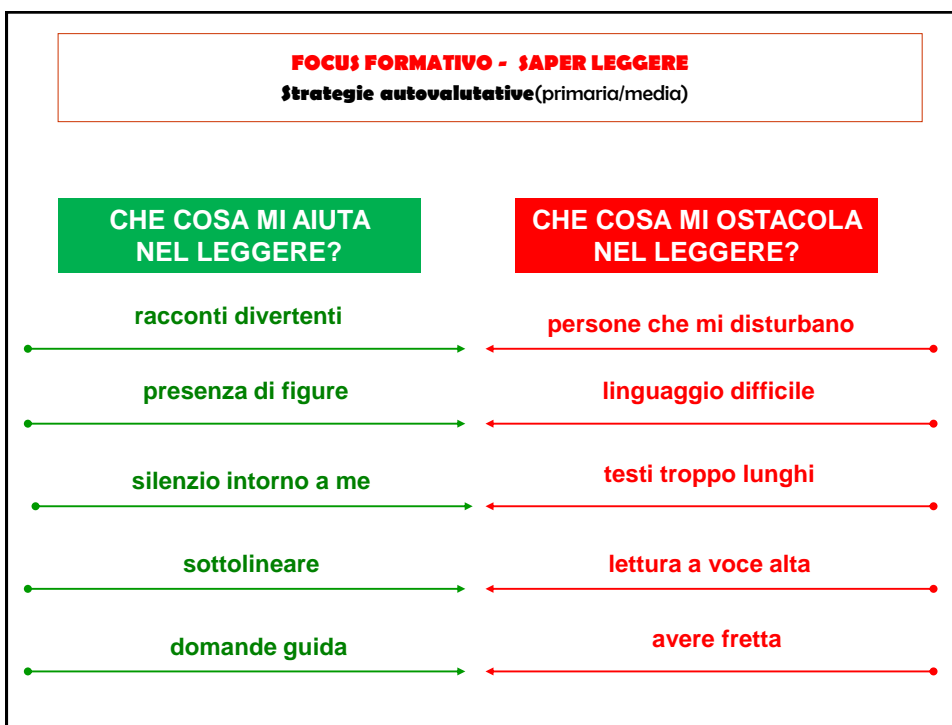 FOCUS FORMATIVO - SAPER LEGGERE
Strategie autovalutative(primaria/media)
CHE COSA MI AIUTA
NEL LEGGERE?
racconti divertenti
presenza di figure
silenzio intorno a me
sottolineare
domande guida
CHE COSA MI OSTACOLA
NEL LEGGERE?
persone che mi disturbano
linguaggio difficile
testi troppo lunghi
lettura a voce alta
avere fretta